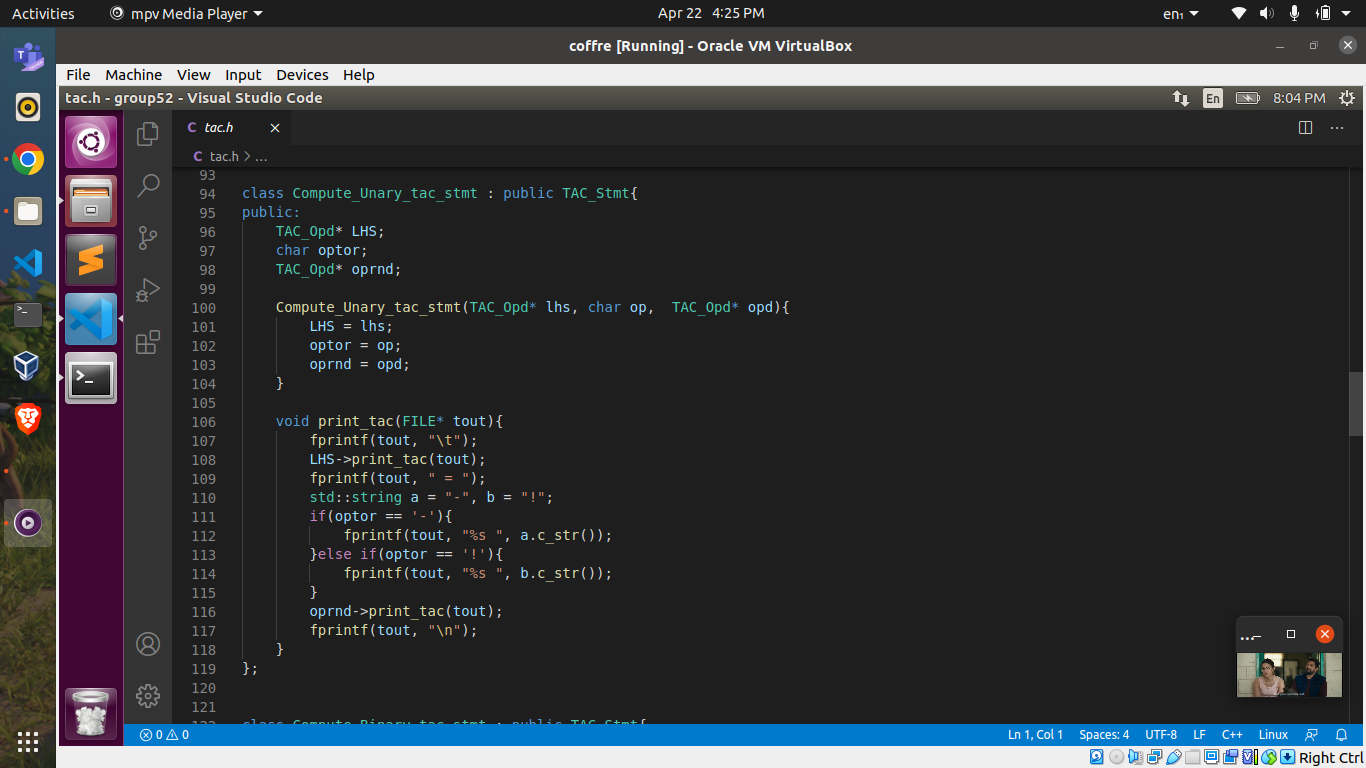 Activities
mpv Media Player
Apr 22 4:25 PM
en₁
coffre [Running] - Oracle VM VirtualBox
File Machine View Input Devices Help
tac.h - group52 - Visual Studio Code
En
8:04 PM
C tac.h
C tac.h > ...
93
94 class Compute_Unary_tac_stmt : public TAC_Stmt{
95 public:
96 TAC_Opd* LHS;
97 char optor;
98 TAC_Opd* oprnd;
99
100 Compute_Unary_tac_stmt(TAC_Opd* lhs, char op,  TAC_Opd* opd){
101 LHS = lhs;
102 optor = op;
103 oprnd = opd;
104 }
105
106 void print_tac(FILE* tout){
107 fprintf(tout, "\t");
108 LHS->print_tac(tout);
109 fprintf(tout, " = ");
110 std::string a = "-", b = "!";
111 if(optor == '-'){
112 fprintf(tout, "%s ", a.c_str());
113 }else if(optor == '!'){
114 fprintf(tout, "%s ", b.c_str());
115 }
116 oprnd->print_tac(tout);
117 fprintf(tout, "\n");
118 }
119 };
120
121
122 class Compute_Binary_tac_stmt : public TAC_Stmt{
...
0 0
Ln 1, Col 1 Spaces: 4 UTF-8 LF C++ Linux
Right Ctrl